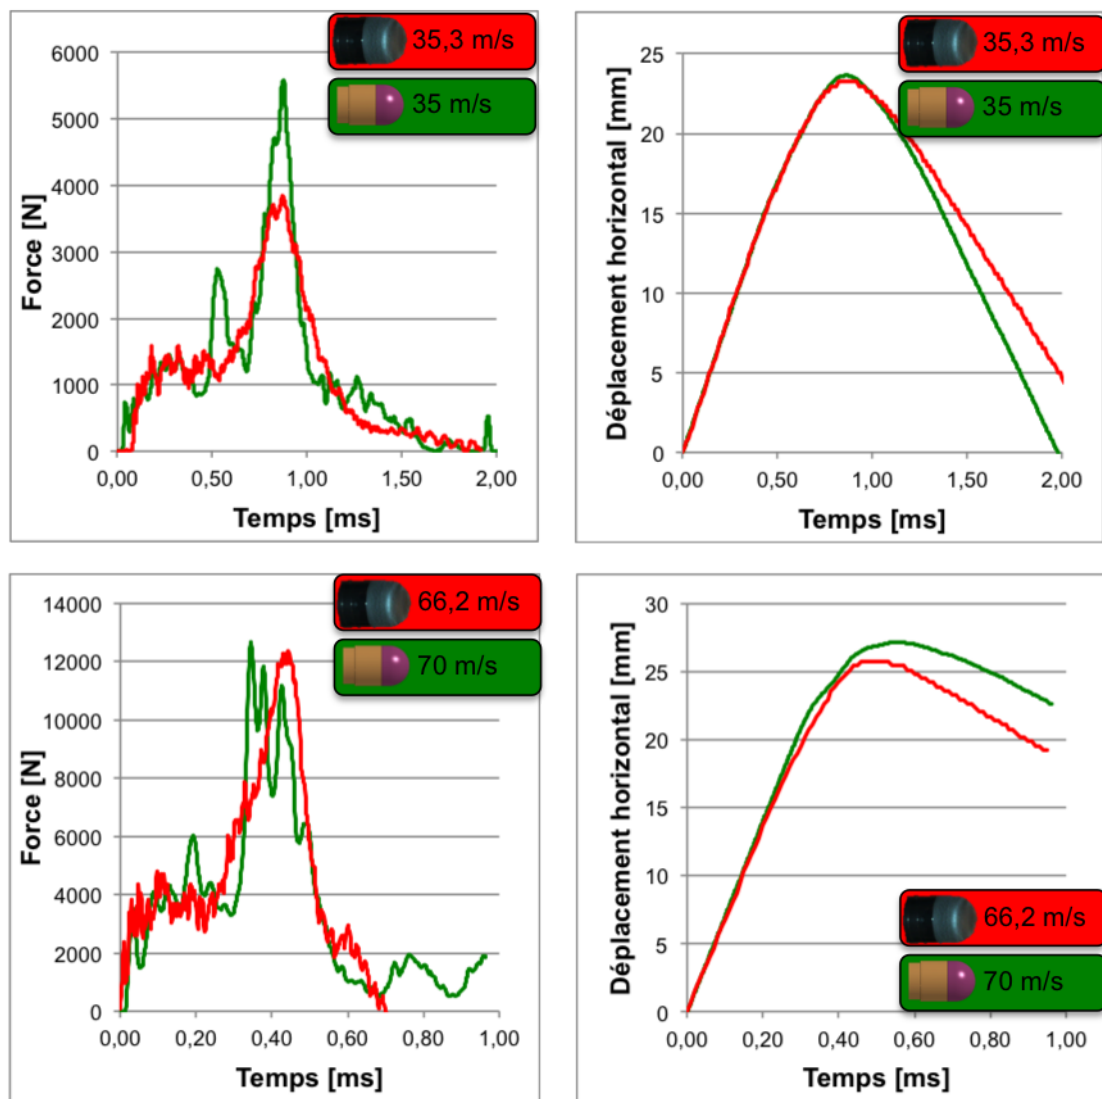 35,3 m/s
35 m/s
Force [N]
6000
5000
4000
3000
2000
1000
0
0,00 0,50 1,00 1,50 2,00
Temps [ms]
35,3 m/s
35 m/s
Déplacement horizontal [mm]
25
20
15
10
5
0
0,00 0,50 1,00 1,50 2,00
Temps [ms]
66,2 m/s
70 m/s
Force [N]
14000
12000
10000
8000
6000
4000
2000
0
0,00 0,20 0,40 0,60 0,80 1,00
Temps [ms]
Déplacement horizontal [mm]
30
25
20
15
10
5
0
66,2 m/s
70 m/s
0,00 0,20 0,40 0,60 0,80 1,00
Temps [ms]